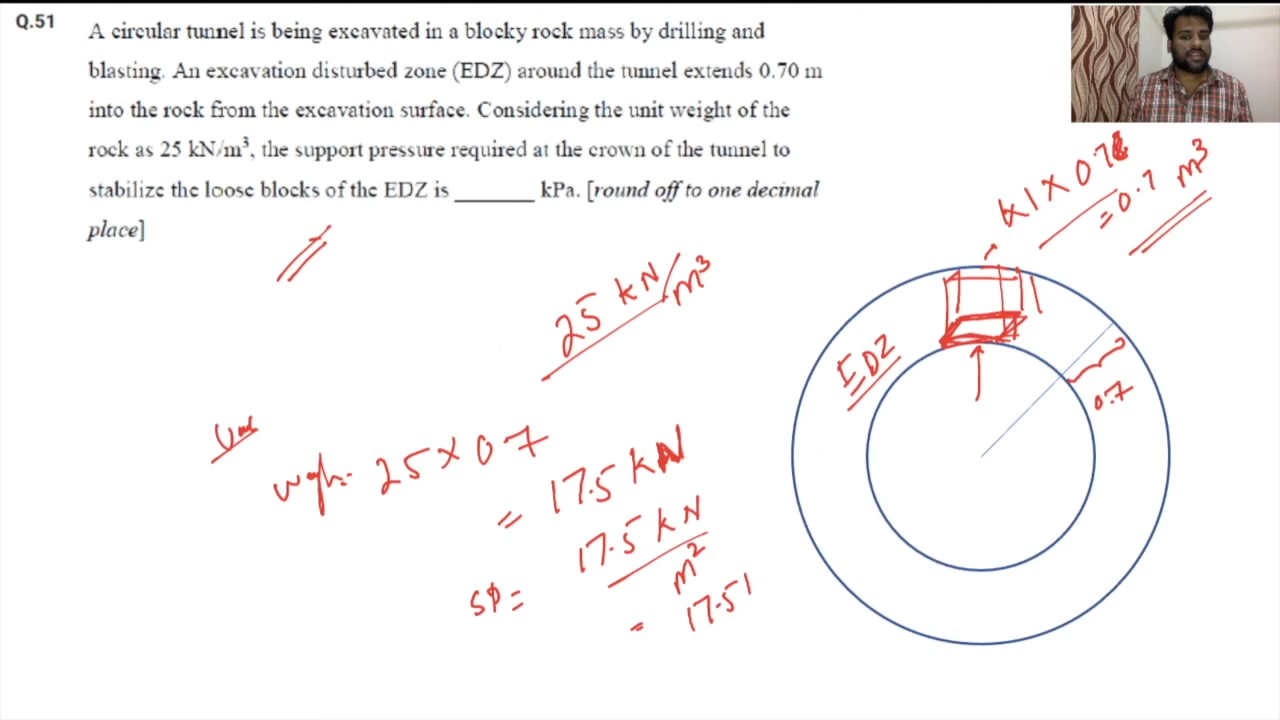 Q.51
A circular tunnel is being excavated in a blocky rock mass by drilling and
blasting. An excavation disturbed zone (EDZ) around the tunnel extends 0.70 m
into the rock from the excavation surface. Considering the unit weight of the
rock as 25 kN/m³, the support pressure required at the crown of the tunnel to
stabilize the loose blocks of the EDZ is ________ kPa. [round off to one decimal
place]
1 × 0.7
= 0.7 m³
25 kN/m³
EDZ
0.7
25 × 0.7
= 17.5 kN
SP = 17.5 kN/m²
= 17.5